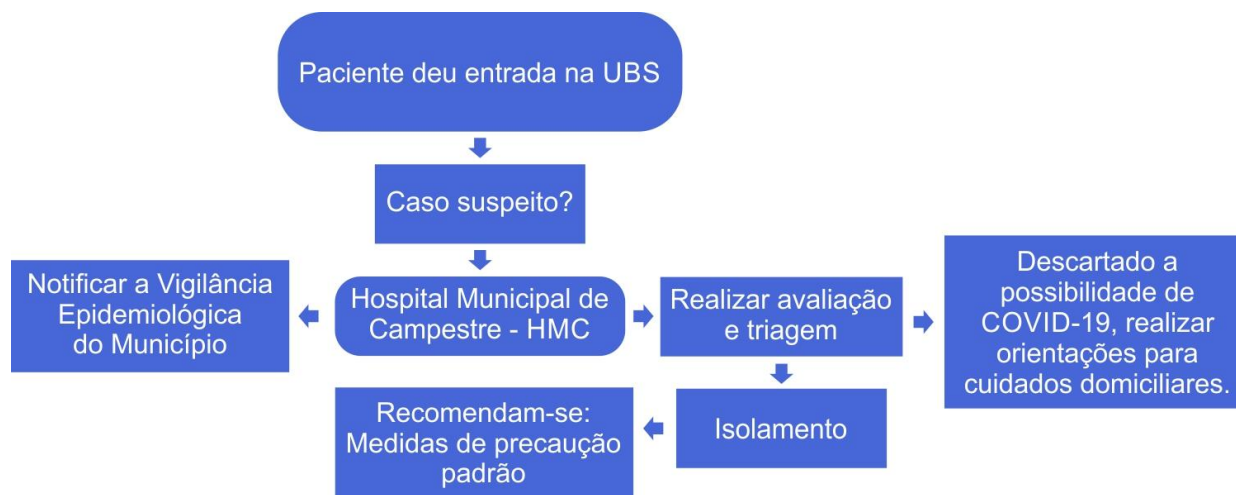 Paciente deu entrada na UBS
Caso suspeito?
Notificar a Vigilância
Epidemiológica
do Município
Hospital Municipal de
Campestre - HMC
Realizar avaliação
e triagem
Descartado a
possibilidade de
COVID-19, realizar
orientações para
cuidados domiciliares.
Recomendam-se:
Medidas de precaução
padrão
Isolamento